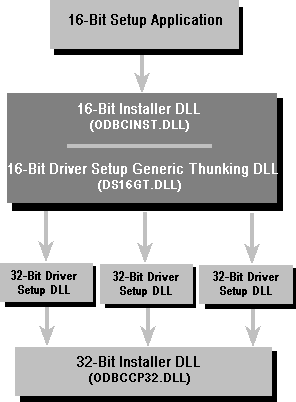 16-Bit Setup Application
16-Bit Installer DLL
(ODBCINST.DLL)
16-Bit Driver Setup Generic Thunking DLL
(DS16GT.DLL)
32-Bit Driver
Setup DLL
32-Bit Driver
Setup DLL
32-Bit Driver
Setup DLL
32-Bit Installer DLL
(ODBCCP32.DLL)